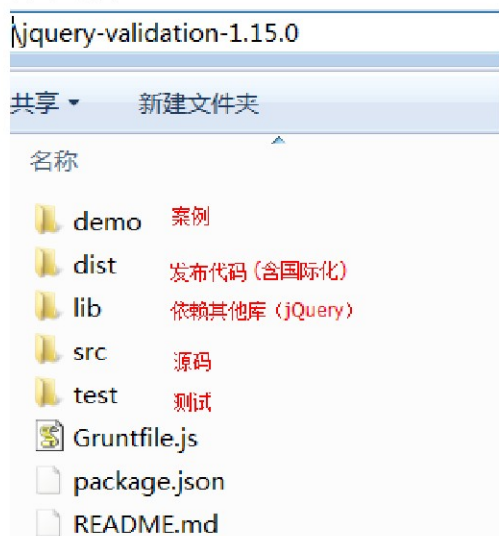 \jquery-validation-1.15.0
共享 新建文件夹
名称
demo 案例
dist 发布代码(含国际化)
lib 依赖其他库（jQuery）
src 源码
test 测试
Gruntfile.js
package.json
README.md